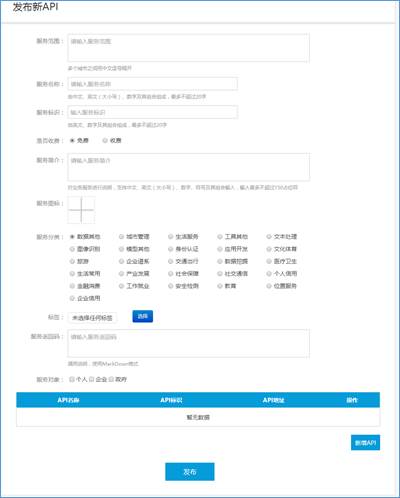 发布新API
服务范围： 请输入服务范围
多个城市之间用中文逗号隔开
服务名称： 请输入服务名称
由中文、英文（大小写）、数字及其组合组成，最多不超过20字
服务标识： 输入服务标识
由英文、数字及其组合组成，最多不超过20字
是否收费： 免费 收费
服务简介： 请输入服务简介
对业务服务进行说明，支持中文、英文（大小写）、数字、符号及其组合输入，输入最多不超过150占位符
服务图标：
服务分类： 数据其他 城市管理 生活服务 工具其他 文本处理
图像识别 模型其他 身份认证 应用开发 文化体育
旅游 企业道系 交通出行 数据挖掘 医疗卫生
生活常用 产业发展 社会保障 社交通信 个人信用
金融消费 工作就业 安全检测 教育 位置服务
企业信用
标签： 未选择任何标签 选择
服务返回码： 请输入服务返回码
请用说明，使用MarkDown格式
服务对象： 个人 企业 政府
API名称 API标识 API地址 操作
暂无数据
新增API
发布